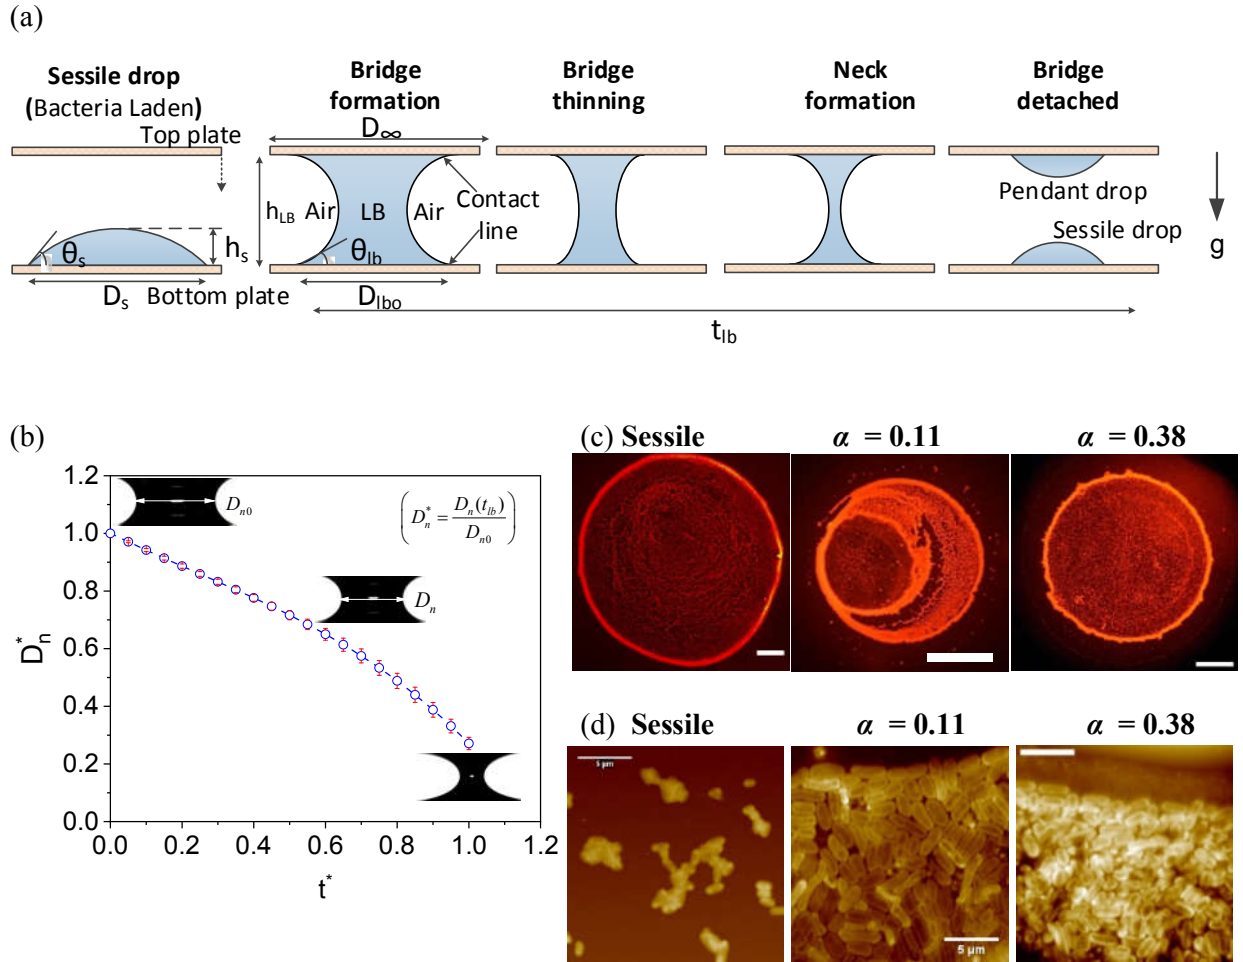 (a)
Sessile drop
(Bacteria Laden)
Top plate
Bridge
formation
Bridge
thinning
Neck
formation
Bridge
detached
D∞
hLB
Air
LB
Air
Contact
line
Pendant drop
Sessile drop
g
θs
hs
θlb
Ds
Bottom plate
Dlbo
tlb
(b)
1.2
1.0
0.8
0.6
0.4
0.2
0.0
D*n
Dn0
(D*n = Dn(tlb) / Dn0)
Dn
0.0 0.2 0.4 0.6 0.8 1.0 1.2
t*
(c) Sessile
α = 0.11
α = 0.38
(d) Sessile
α = 0.11
α = 0.38
5 µm
5 µm